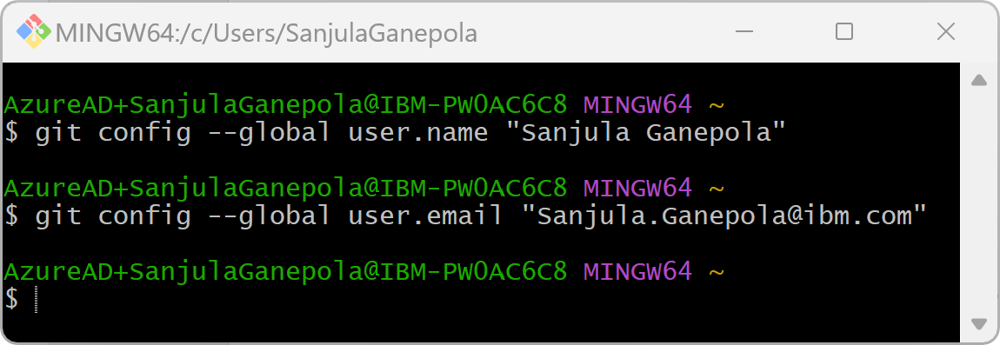 MINGW64:/c/Users/SanjulaGanepola
AzureAD+SanjulaGanepola@IBM-PW0AC6C8 MINGW64 ~
$ git config --global user.name "Sanjula Ganepola"
AzureAD+SanjulaGanepola@IBM-PW0AC6C8 MINGW64 ~
$ git config --global user.email "Sanjula.Ganepola@ibm.com"
AzureAD+SanjulaGanepola@IBM-PW0AC6C8 MINGW64 ~
$